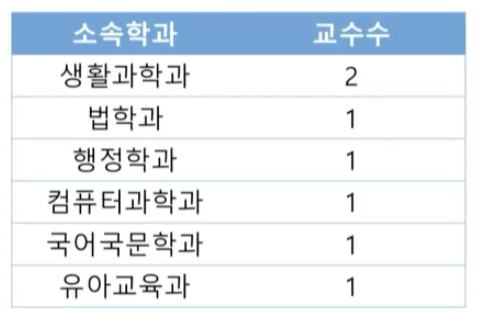 소속학과 교수수
생활과학과 2
법학과 1
행정학과 1
컴퓨터과학과 1
국어국문학과 1
유아교육과 1